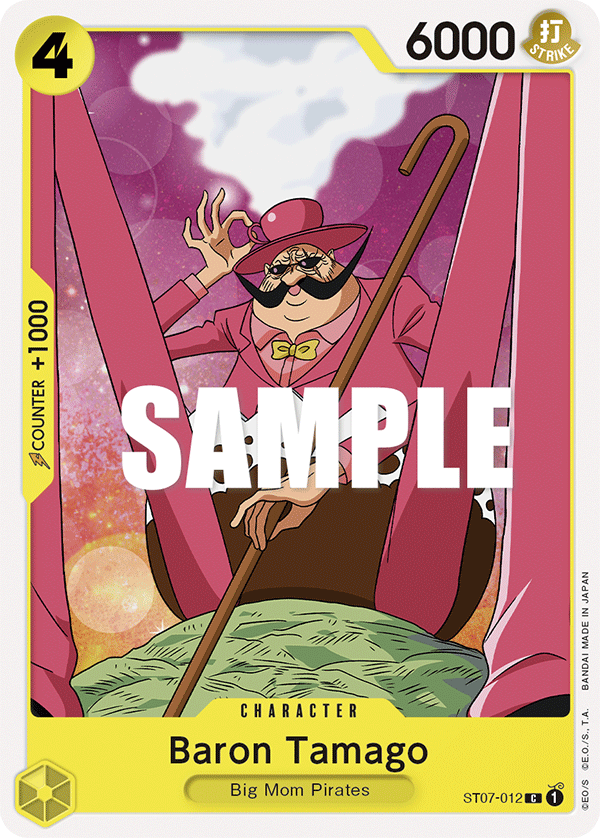 4
6000
打
STRIKE
COUNTER +1000
SAMPLE
CHARACTER
Baron Tamago
Big Mom Pirates
ST07-012 C 1
©EO/S ©E.O./S., T.A. BANDAI MADE IN JAPAN